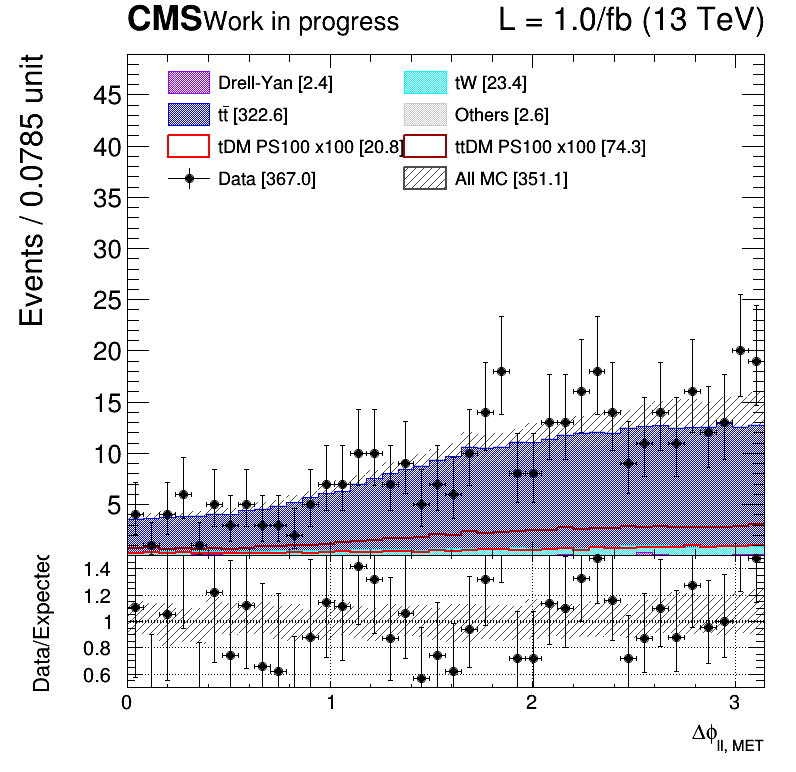 CMS Work in progress L = 1.0/fb (13 TeV)
Events / 0.0785 unit
Drell-Yan [2.4] tW [23.4]
tt̄ [322.6] Others [2.6]
tDM PS100 x100 [20.8] ttDM PS100 x100 [74.3]
Data [367.0] All MC [351.1]
45
40
35
30
25
20
15
10
5
Data/Expected
1.4
1.2
1.0
0.8
0.6
0 1 2 3
Δϕ_ll, MET